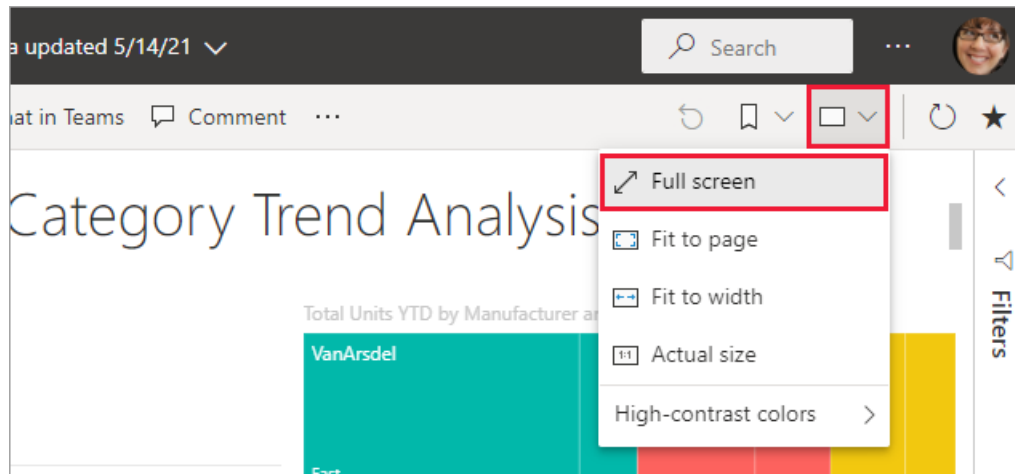 a updated 5/14/21
Search
hat in Teams
Comment
Full screen
Category Trend Analysis
Fit to page
Fit to width
Total Units YTD by Manufacturer a
Filters
VanArsdel
1:1
Actual size
High-contrast colors
East